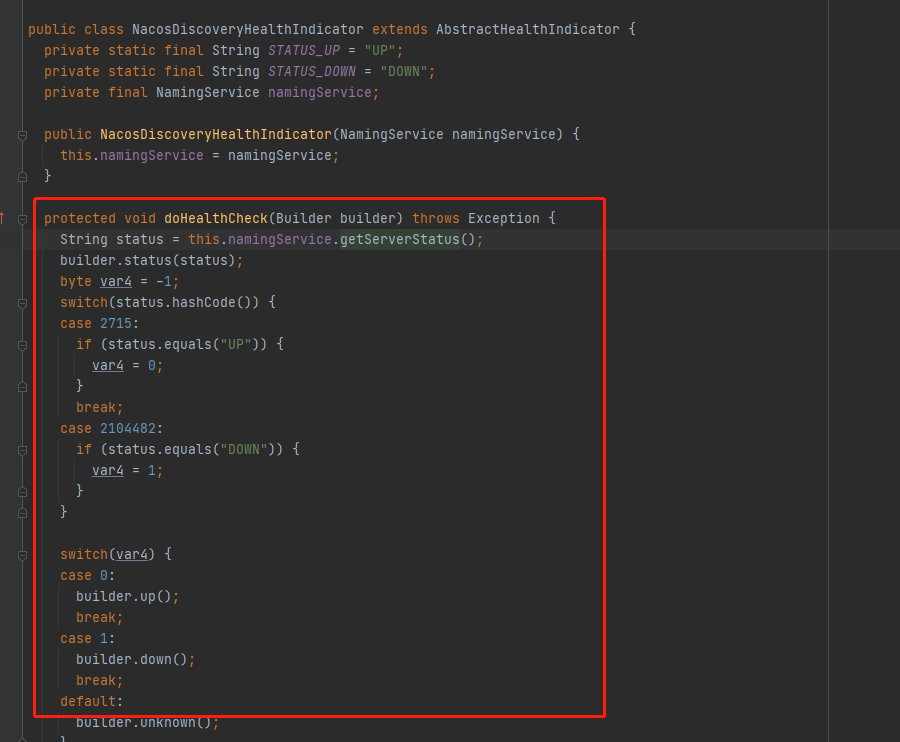 public class NacosDiscoveryHealthIndicator extends AbstractHealthIndicator {
private static final String STATUS_UP = "UP";
private static final String STATUS_DOWN = "DOWN";
private final NamingService namingService;
public NacosDiscoveryHealthIndicator(NamingService namingService) {
this.namingService = namingService;
}
protected void doHealthCheck(Builder builder) throws Exception {
String status = this.namingService.getServerStatus();
builder.status(status);
byte var4 = -1;
switch(status.hashCode()) {
case 2715:
if (status.equals("UP")) {
var4 = 0;
}
break;
case 2104482:
if (status.equals("DOWN")) {
var4 = 1;
}
}
switch(var4) {
case 0:
builder.up();
break;
case 1:
builder.down();
break;
default:
builder.unknown();
}